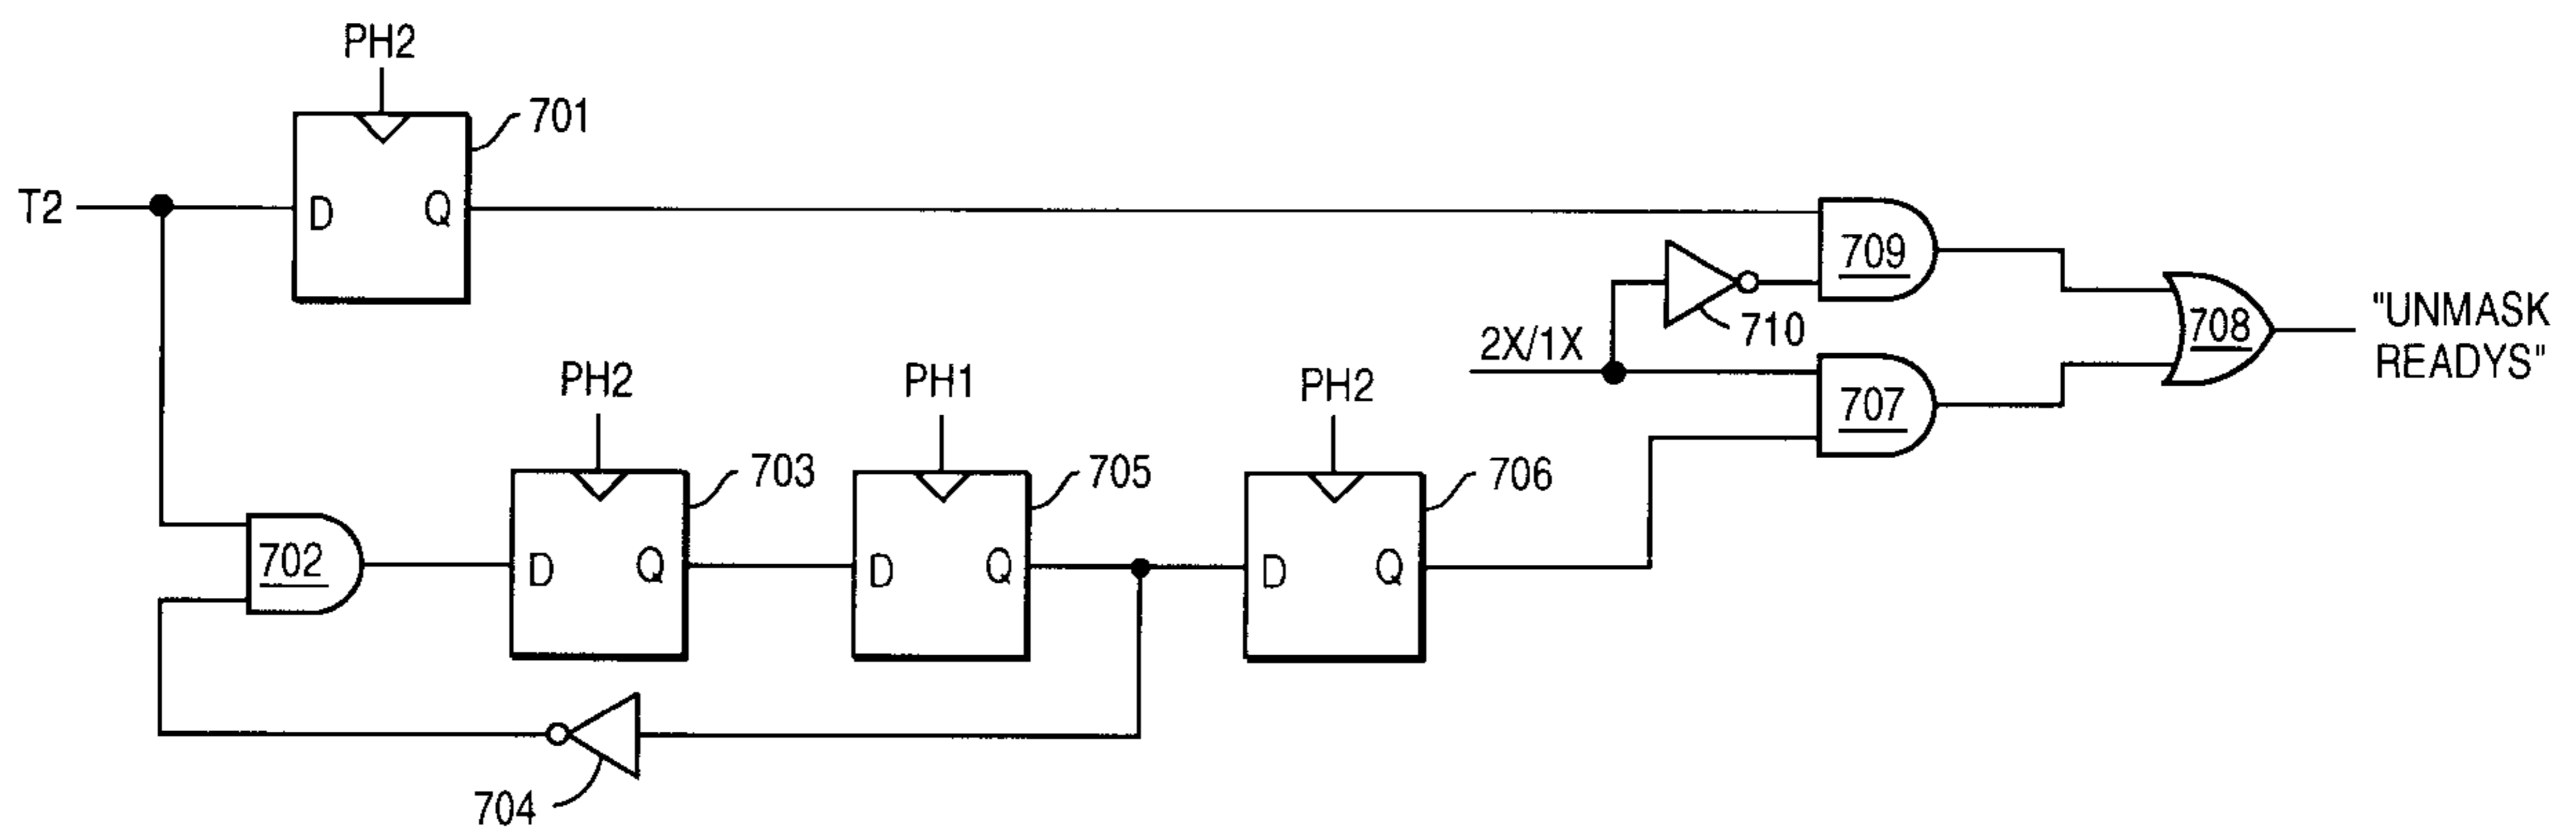 PH2
701
T2
D
Q
709
710
2X/1X
708
"UNMASK
READYS"
PH2
PH1
PH2
707
703
705
706
702
D
Q
D
Q
D
Q
704